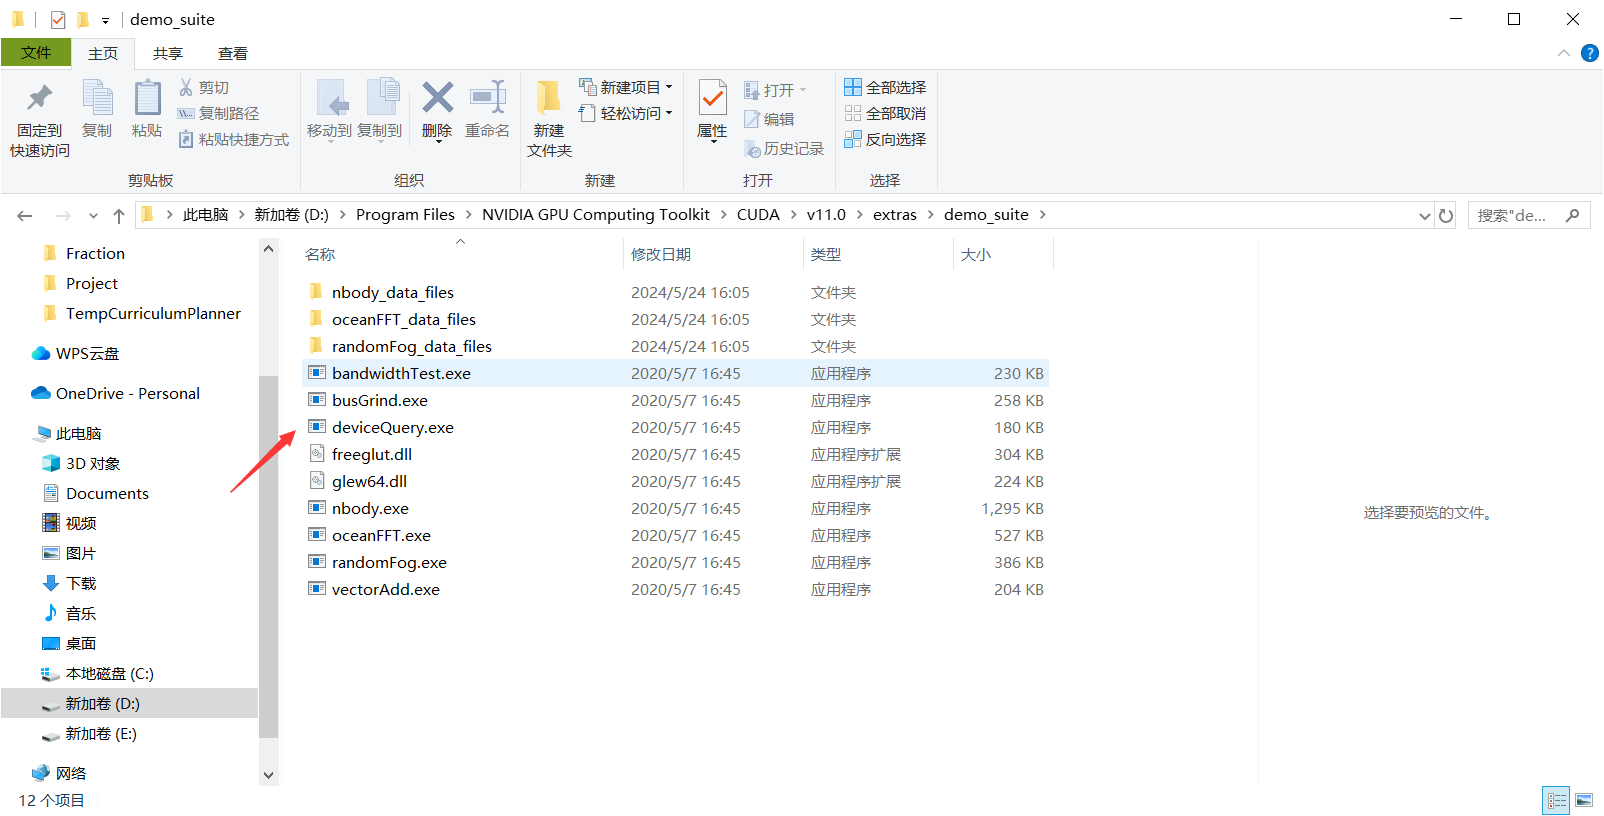 demo_suite
文件 主页 共享 查看
固定到
快速访问
复制
粘贴
剪切
复制路径
粘贴快捷方式
剪贴板
移动到
复制到
删除
重命名
组织
新建
文件夹
新建项目
轻松访问
新建
属性
打开
编辑
历史记录
打开
全部选择
全部取消
反向选择
选择
此电脑 新加卷 (D:) Program Files NVIDIA GPU Computing Toolkit CUDA v11.0 extras demo_suite
搜索"de...
Fraction
Project
TempCurriculumPlanner
WPS云盘
OneDrive - Personal
此电脑
3D 对象
Documents
视频
图片
下载
音乐
桌面
本地磁盘 (C:)
新加卷 (D:)
新加卷 (E:)
网络
名称 修改日期 类型 大小
nbody_data_files 2024/5/24 16:05 文件夹
oceanFFT_data_files 2024/5/24 16:05 文件夹
randomFog_data_files 2024/5/24 16:05 文件夹
bandwidthTest.exe 2020/5/7 16:45 应用程序 230 KB
busGrind.exe 2020/5/7 16:45 应用程序 258 KB
deviceQuery.exe 2020/5/7 16:45 应用程序 180 KB
freeglut.dll 2020/5/7 16:45 应用程序扩展 304 KB
glew64.dll 2020/5/7 16:45 应用程序扩展 224 KB
nbody.exe 2020/5/7 16:45 应用程序 1,295 KB
oceanFFT.exe 2020/5/7 16:45 应用程序 527 KB
randomFog.exe 2020/5/7 16:45 应用程序 386 KB
vectorAdd.exe 2020/5/7 16:45 应用程序 204 KB
选择要预览的文件。
12 个项目